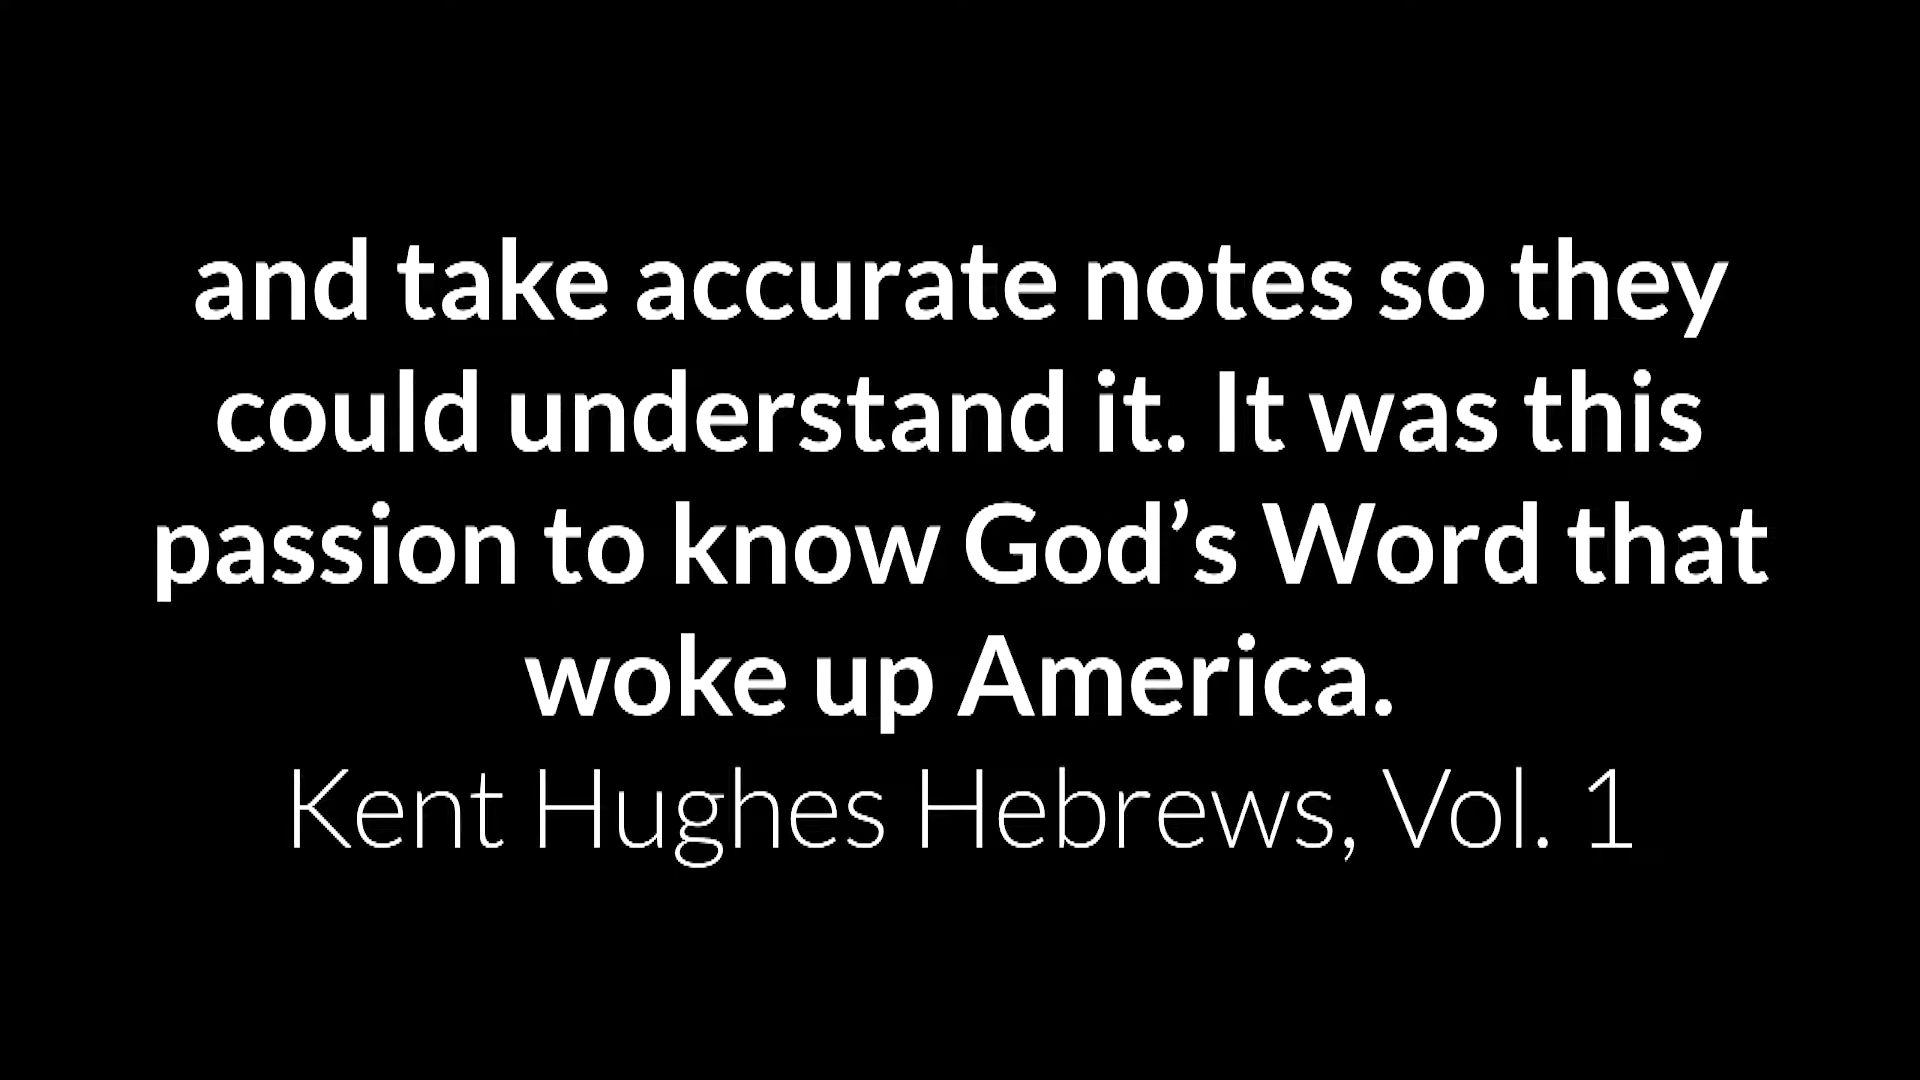 and take accurate notes so they
could understand it. It was this
passion to know God’s Word that
woke up America.
Kent Hughes Hebrews, Vol. 1